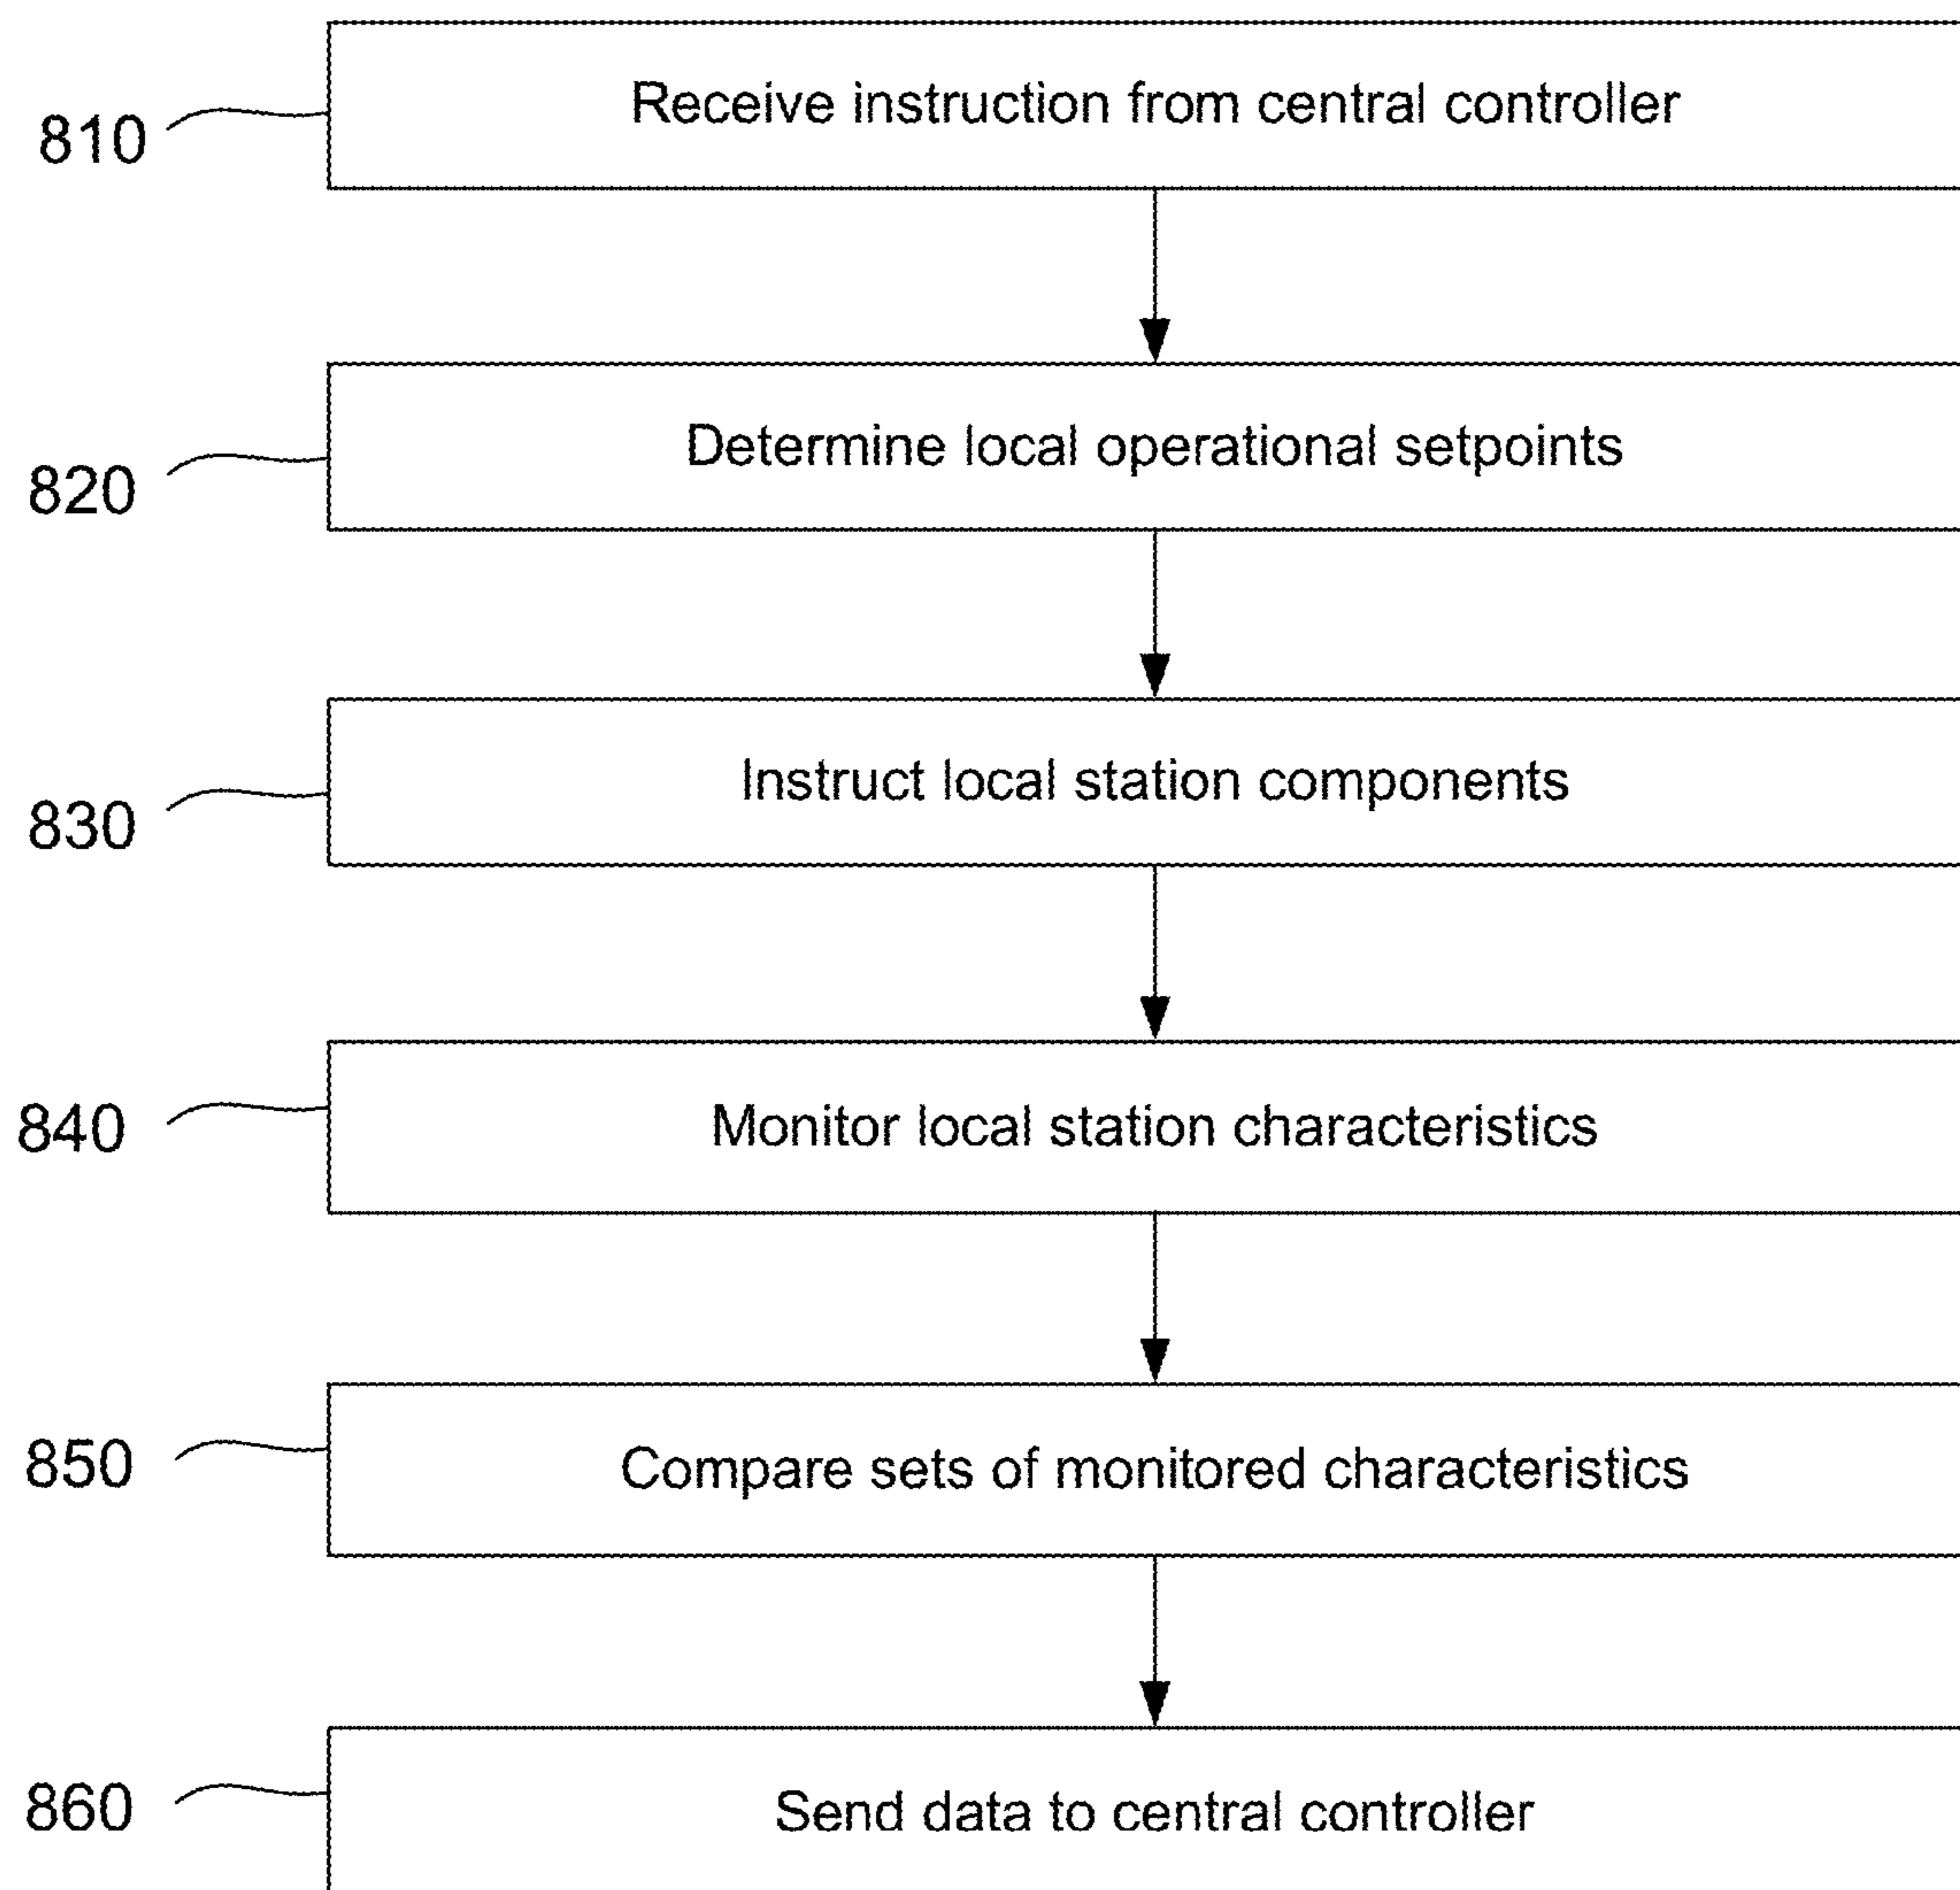 810
Receive instruction from central controller
820
Determine local operational setpoints
830
Instruct local station components
840
Monitor local station characteristics
850
Compare sets of monitored characteristics
860
Send data to central controller